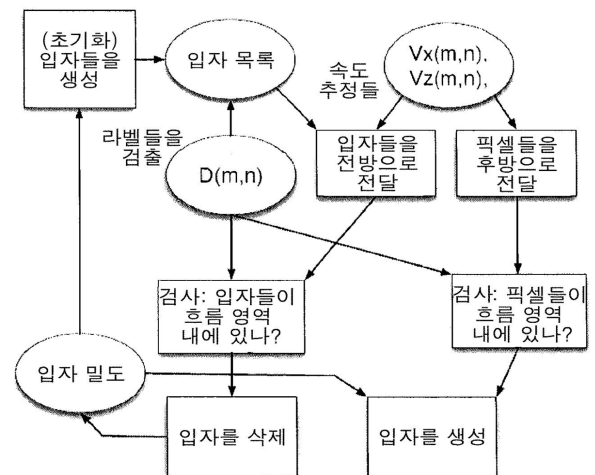 (초기화)
입자들을
생성
입자 목록
속도
추정들
Vx(m,n),
Vz(m,n),
라벨들을
검출
D(m,n)
입자들을
전방으로
전달
픽셀들을
후방으로
전달
검사: 입자들이
흐름 영역
내에 있나?
검사: 픽셀들이
흐름 영역
내에 있나?
입자 밀도
입자를 삭제
입자를 생성